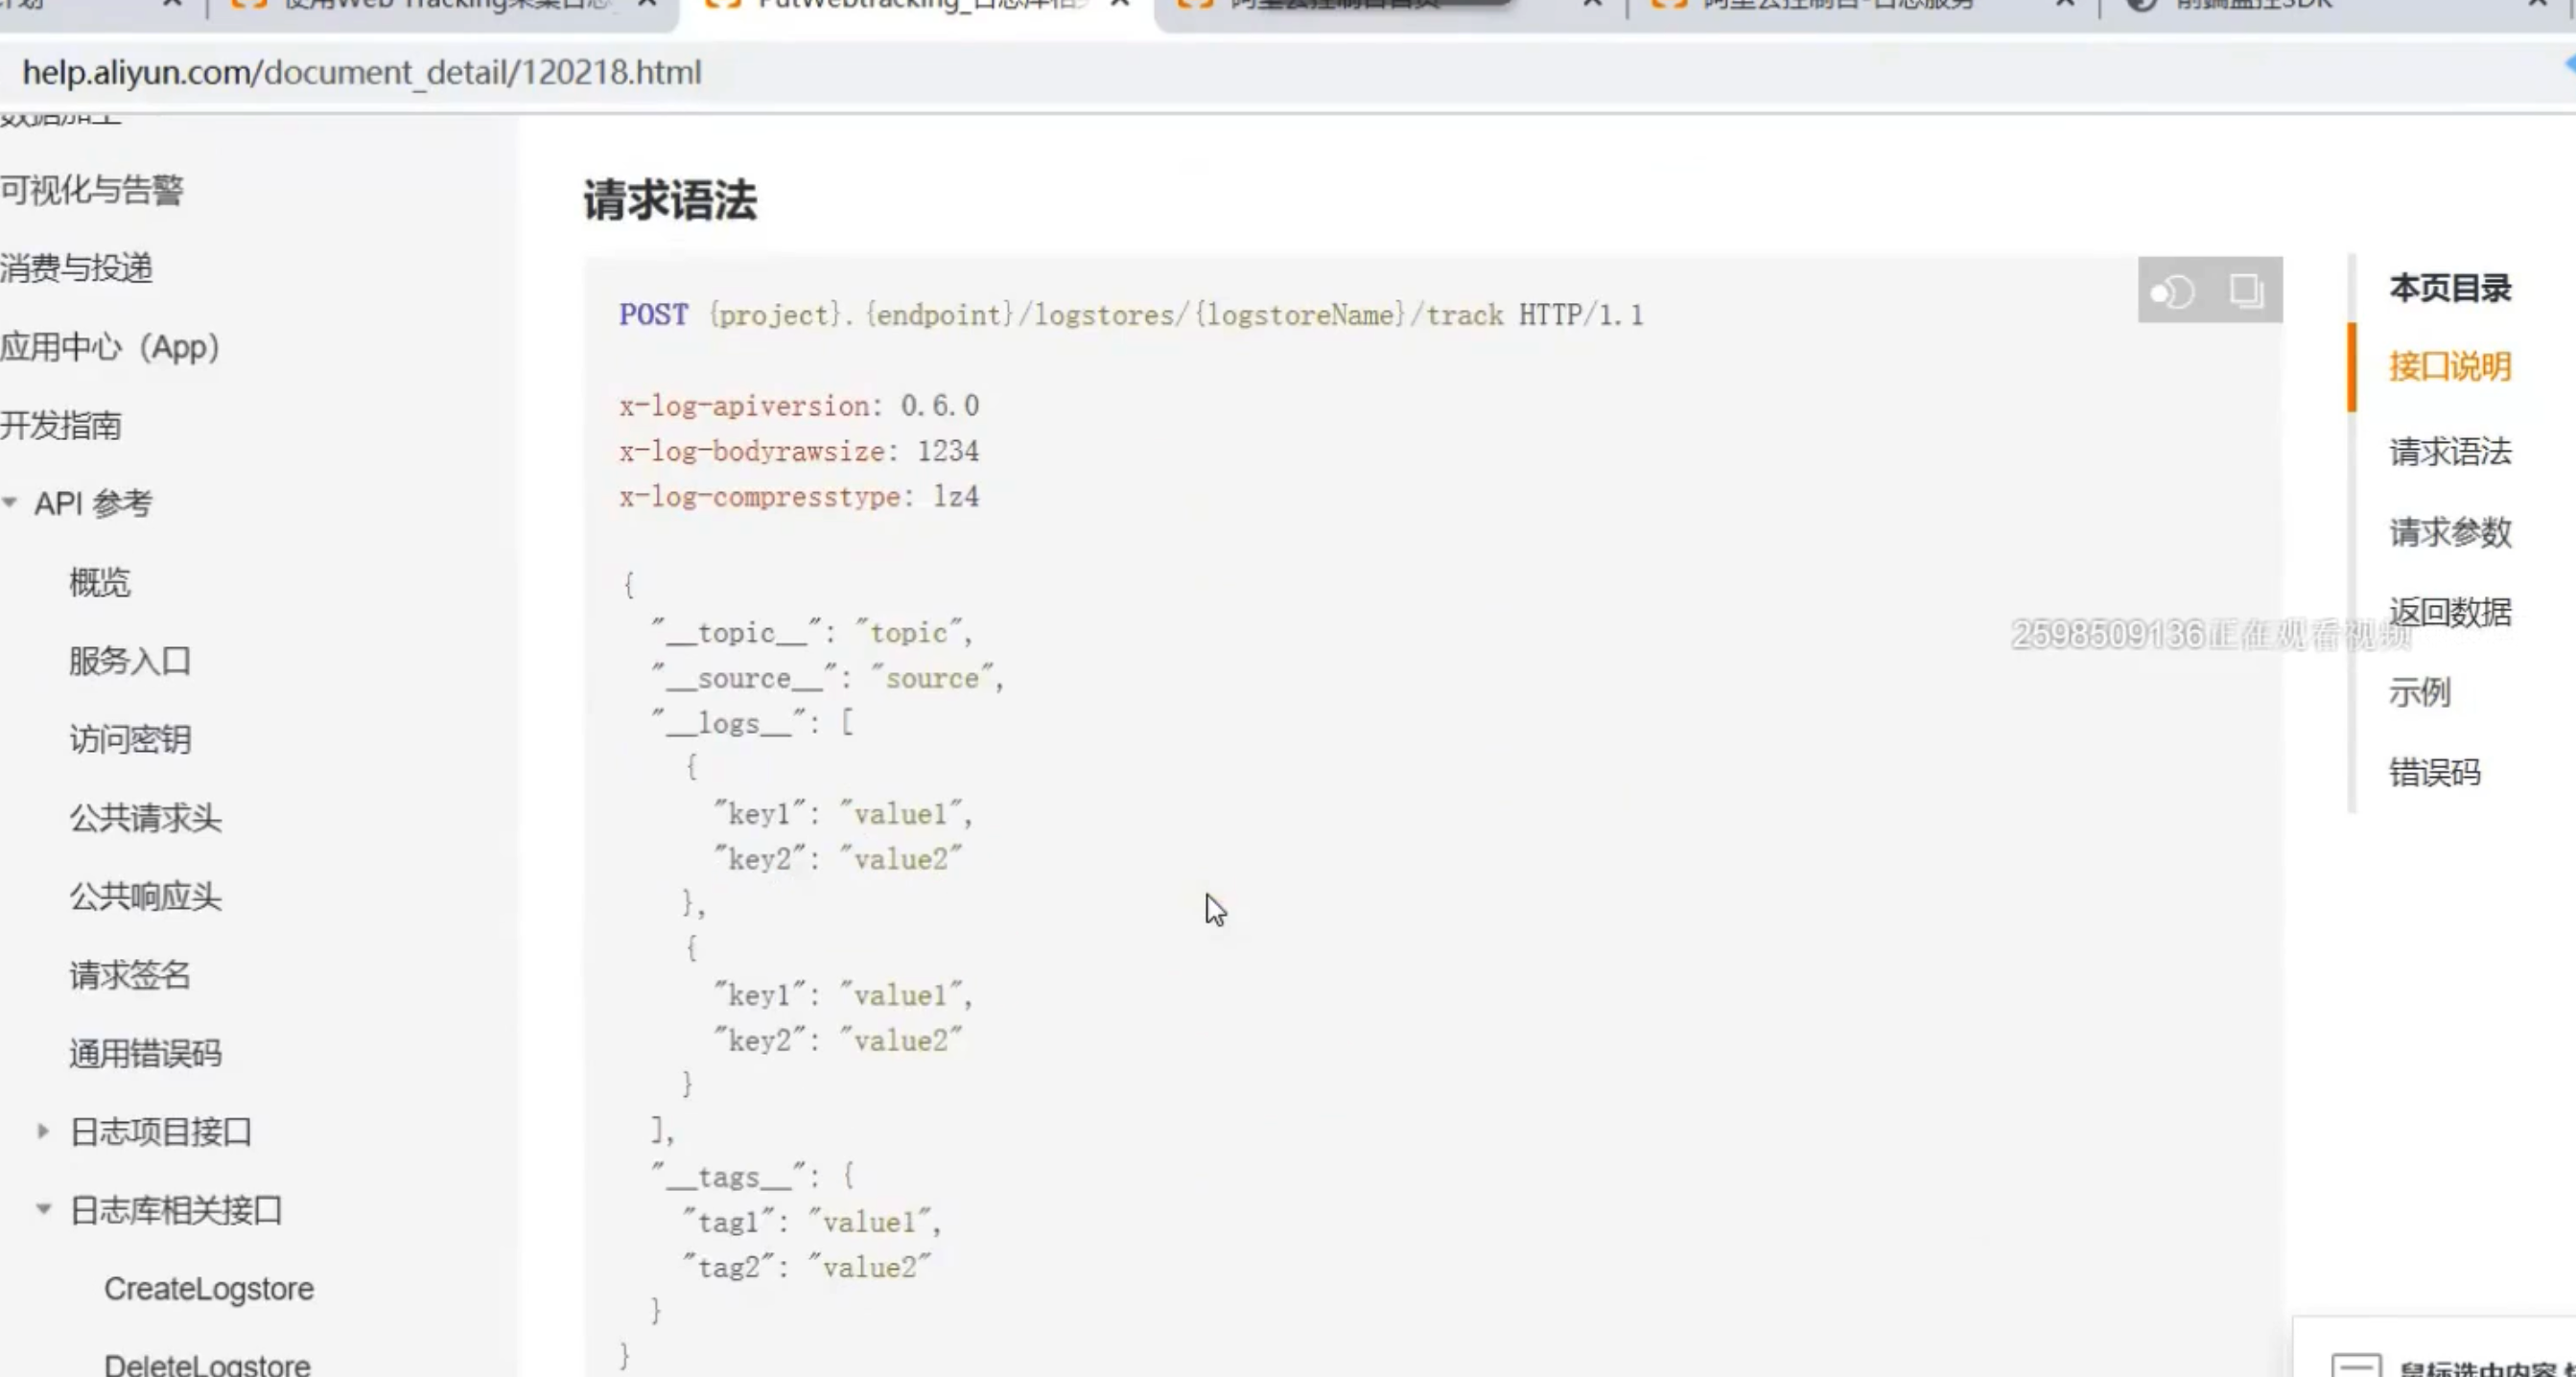 help.aliyun.com/document_detail/120218.html
可视化与告警
消费与投递
应用中心（App）
开发指南
API 参考
概览
服务入口
访问密钥
公共请求头
公共响应头
请求签名
通用错误码
日志项目接口
日志库相关接口
CreateLogstore
DeleteLogstore
请求语法
POST {project}.{endpoint}/logstores/{logstoreName}/track HTTP/1.1
x-log-apiversion: 0.6.0
x-log-bodyrawsize: 1234
x-log-compresstype: lz4
{
"__topic__": "topic",
"__source__": "source",
"__logs__": [
{
"key1": "value1",
"key2": "value2"
},
{
"key1": "value1",
"key2": "value2"
}
],
"__tags__": {
"tag1": "value1",
"tag2": "value2"
}
}
2598509136正在观看视频
本页目录
接口说明
请求语法
请求参数
返回数据
示例
错误码
鼠标选中内容